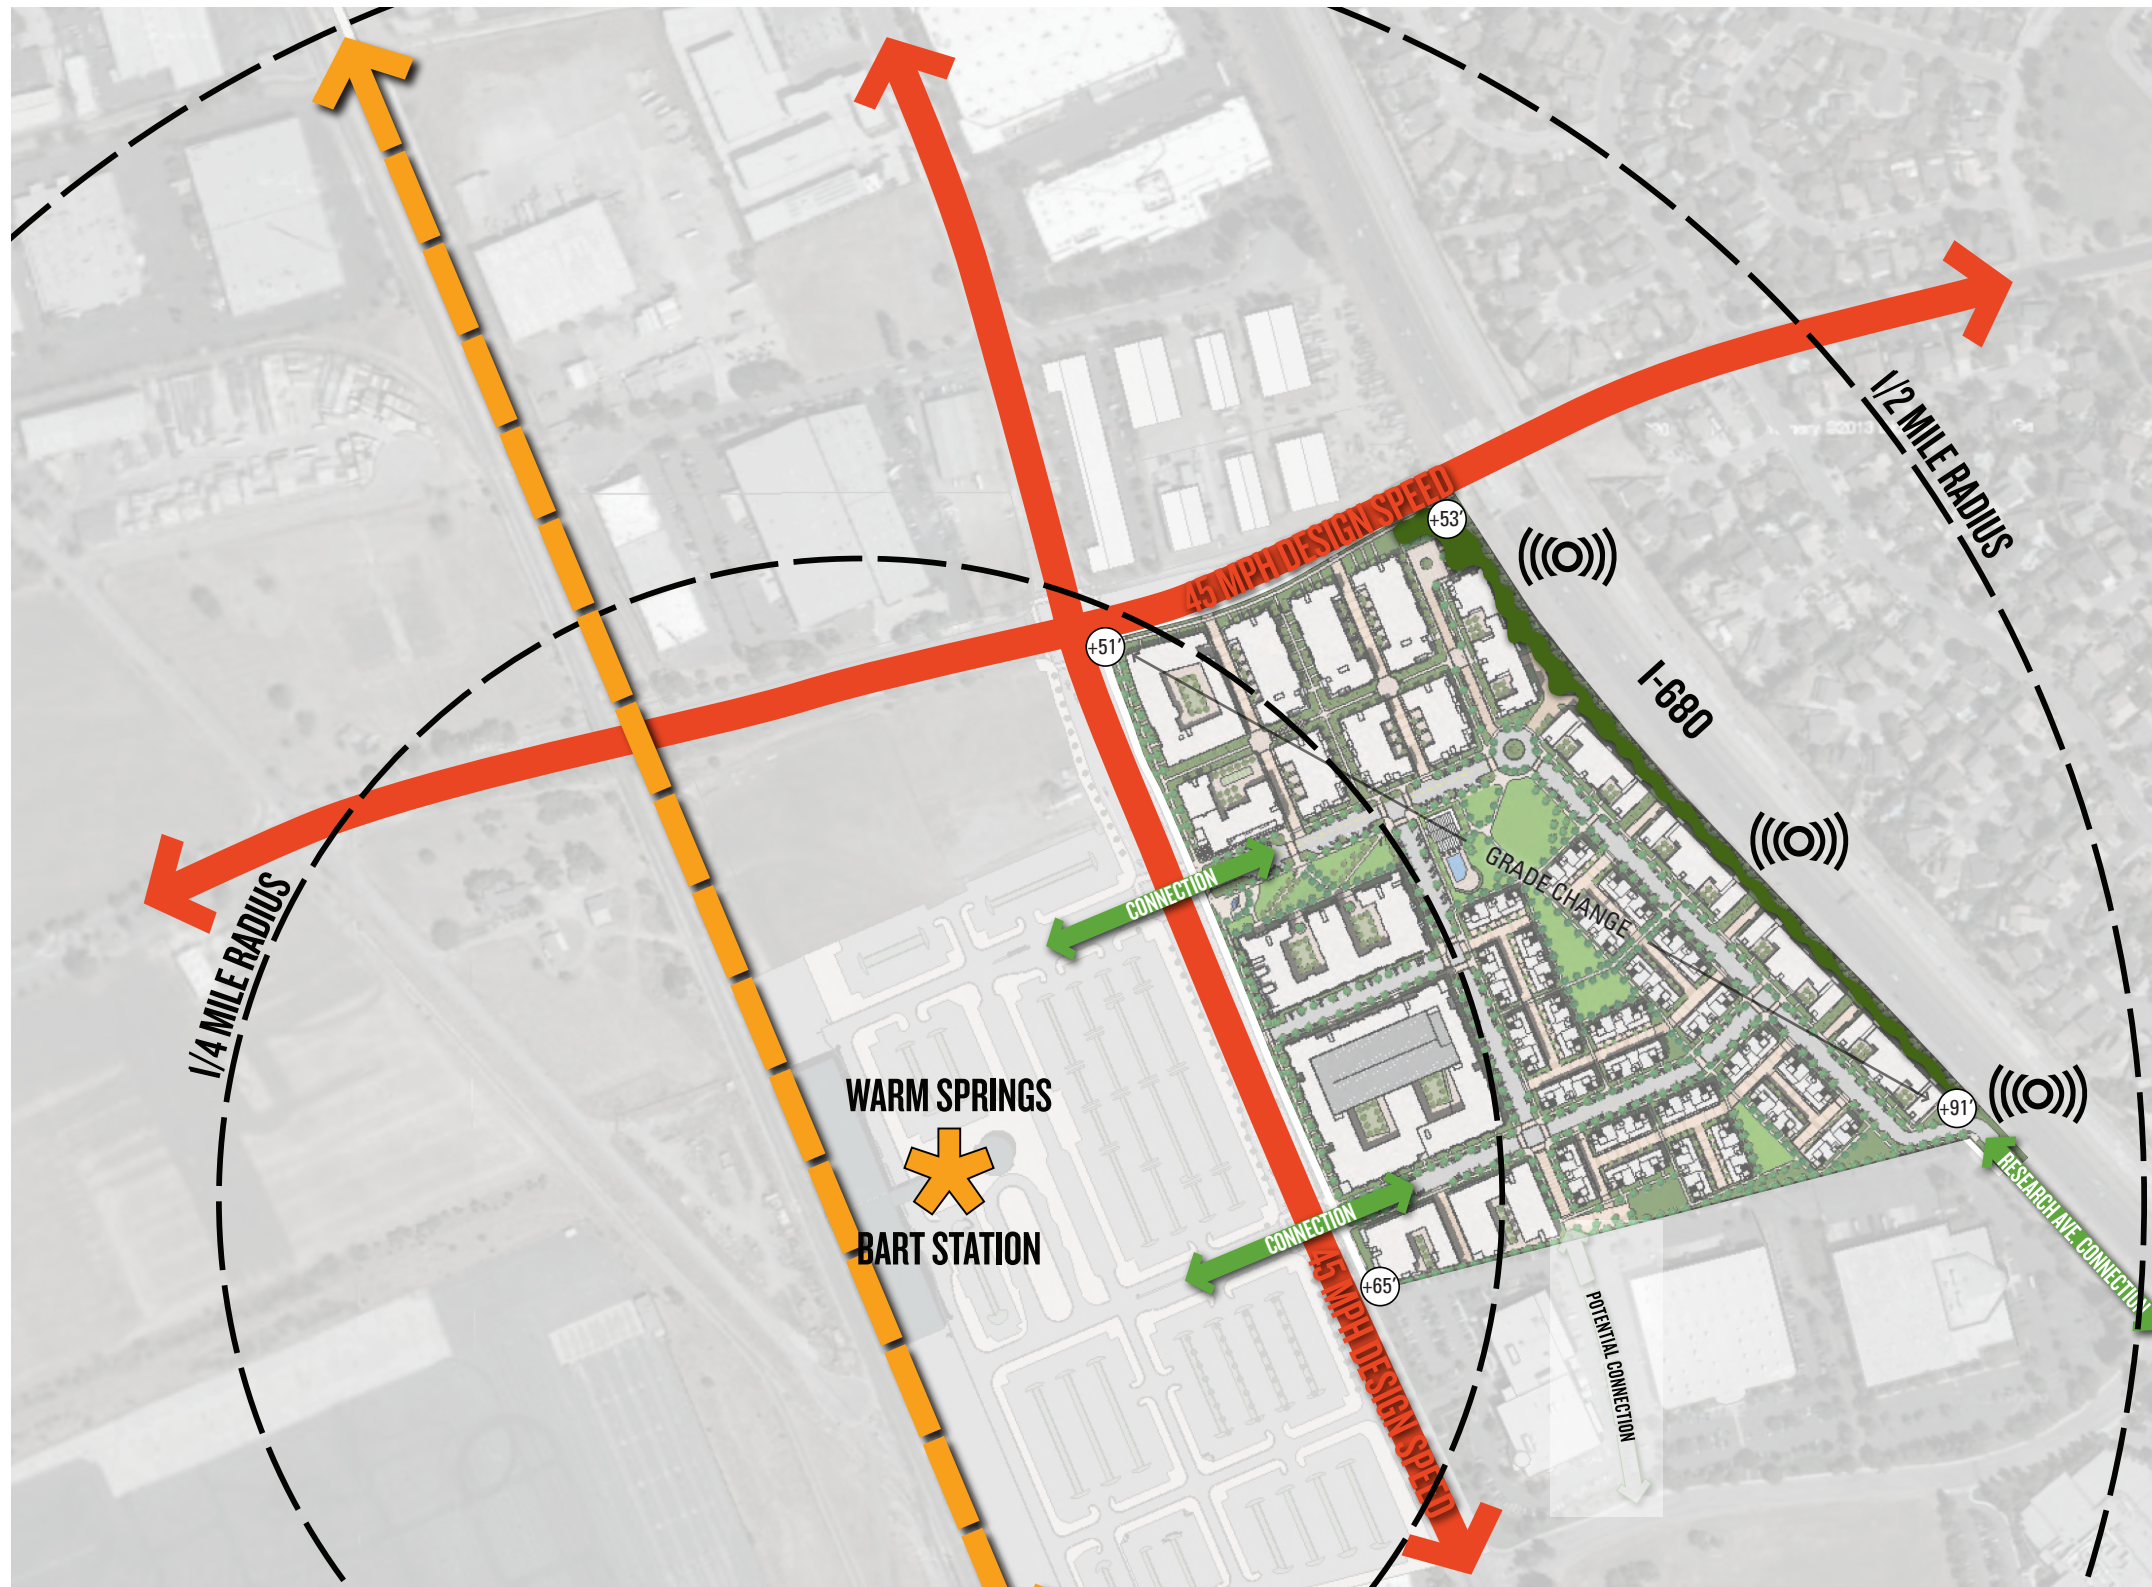 1/2 MILE RADIUS
45 MPH DESIGN SPEED
+53'
+51'
I-680
CONNECTION
GRADE CHANGE
1/4 MILE RADIUS
WARM SPRINGS
BART STATION
+91'
RESEARCH AVE. CONNECTION
CONNECTION
+65'
45 MPH DESIGN SPEED
POTENTIAL CONNECTION